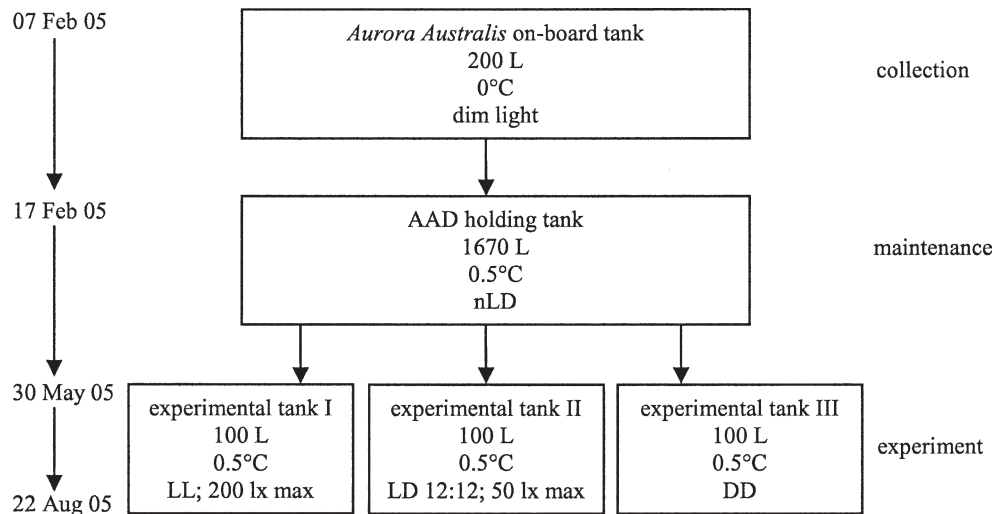 07 Feb 05
Aurora Australis on-board tank
200 L
0°C
dim light
collection
17 Feb 05
AAD holding tank
1670 L
0.5°C
nLD
maintenance
30 May 05
experimental tank I
100 L
0.5°C
LL; 200 lx max
experimental tank II
100 L
0.5°C
LD 12:12; 50 lx max
experimental tank III
100 L
0.5°C
DD
experiment
22 Aug 05